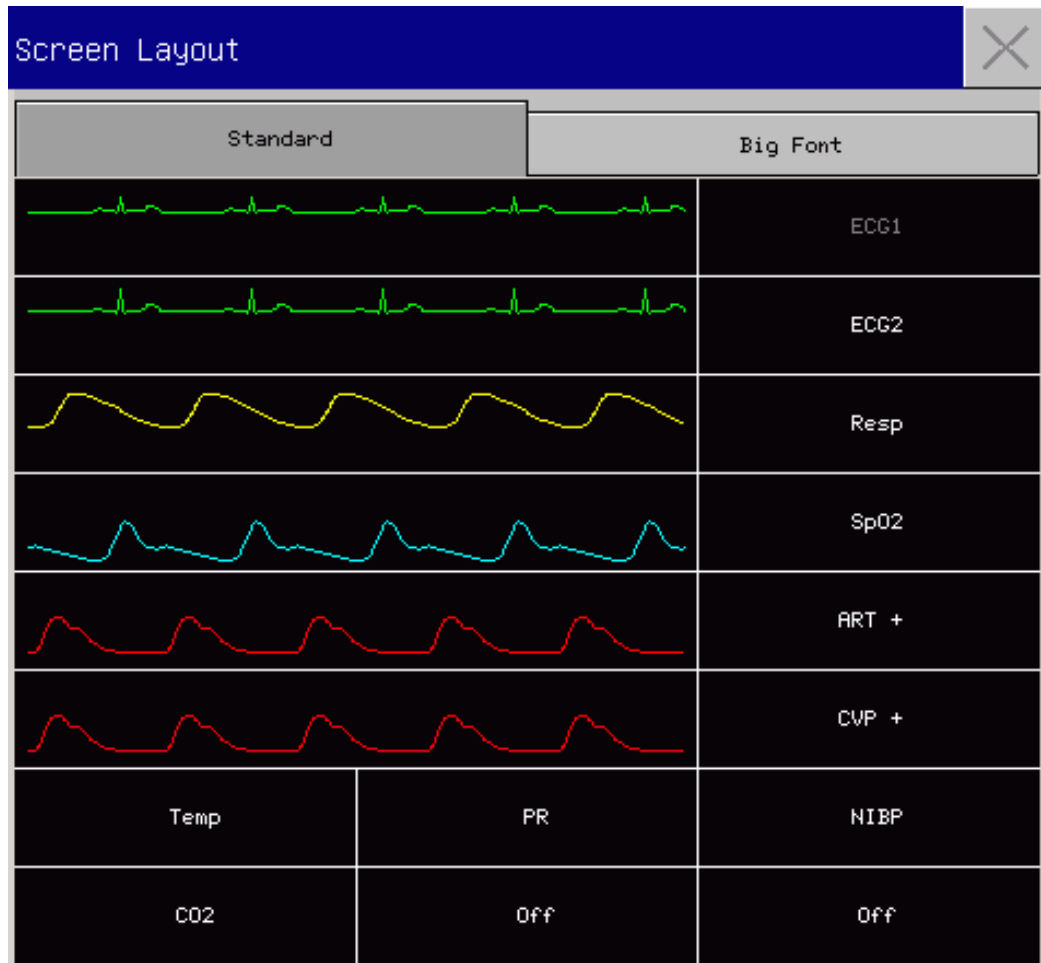 Screen Layout
Standard Big Font
ECG1
ECG2
Resp
SpO2
ART +
CVP +
Temp PR NIBP
CO2 Off Off